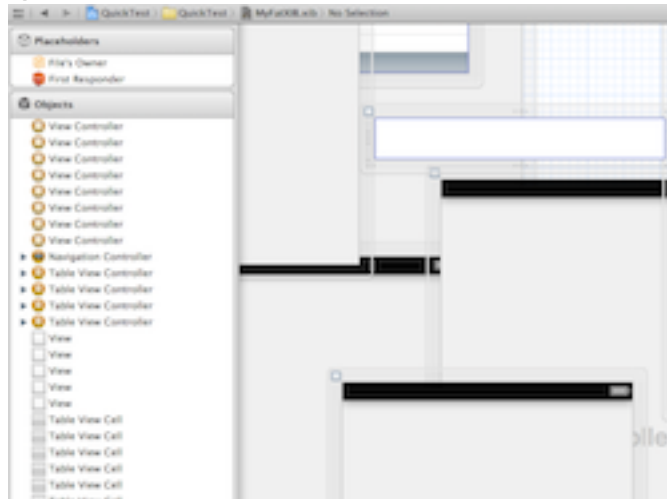 QuickTest QuickTest MyFatXIB.xib No Selection
Placeholders
File's Owner
First Responder
Objects
View Controller
View Controller
View Controller
View Controller
View Controller
View Controller
View Controller
View Controller
Navigation Controller
Table View Controller
Table View Controller
Table View Controller
Table View Controller
View
View
View
View
View
Table View Cell
Table View Cell
Table View Cell
Table View Cell
Table View Cell
Table View Cell